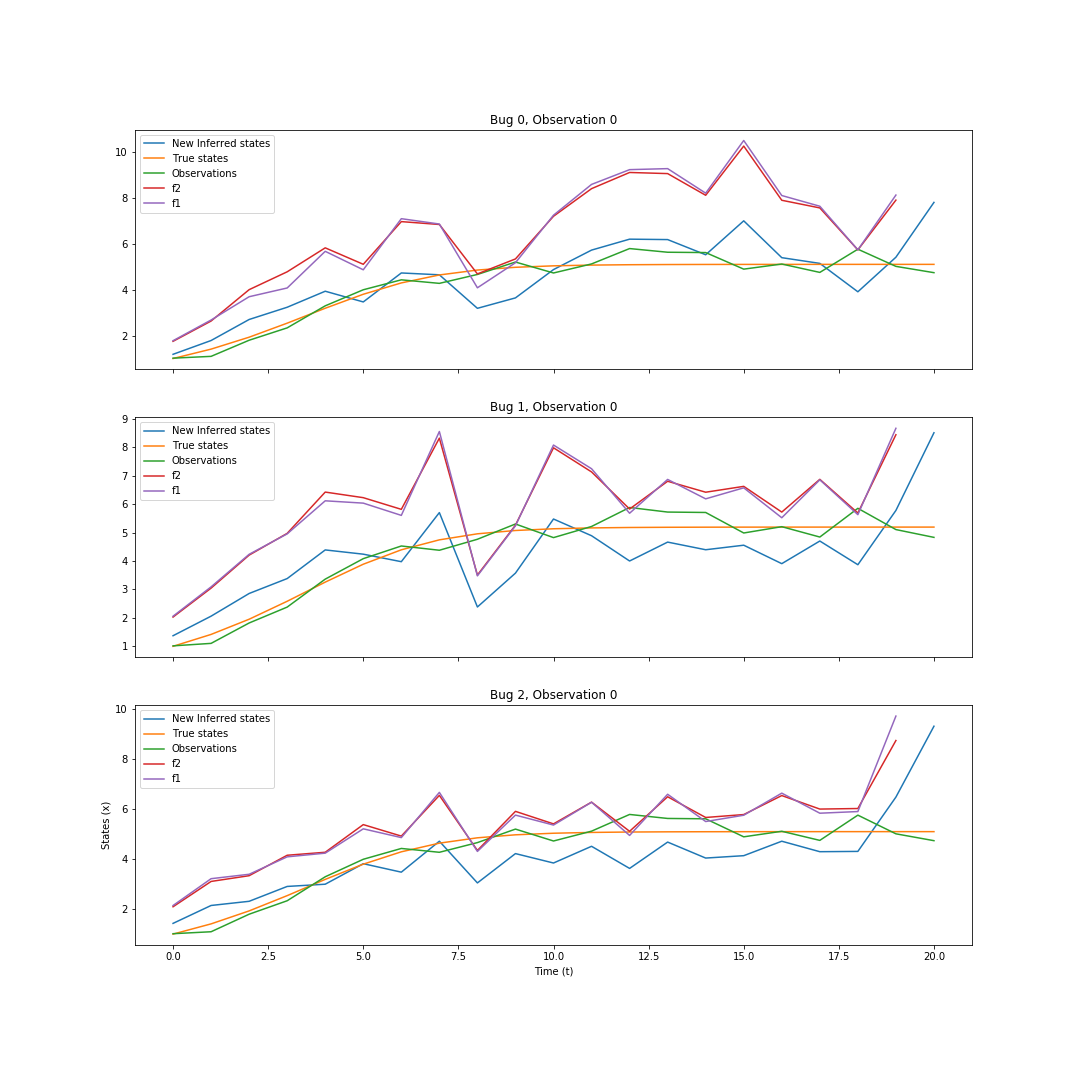 Bug 0, Observation 0
New Inferred states
True states
Observations
f2
f1
10
8
6
4
2
Bug 1, Observation 0
New Inferred states
True states
Observations
f2
f1
9
8
7
6
5
4
3
2
1
Bug 2, Observation 0
New Inferred states
True states
Observations
f2
f1
10
8
6
4
2
States (x)
0.0 2.5 5.0 7.5 10.0 12.5 15.0 17.5 20.0
Time (t)